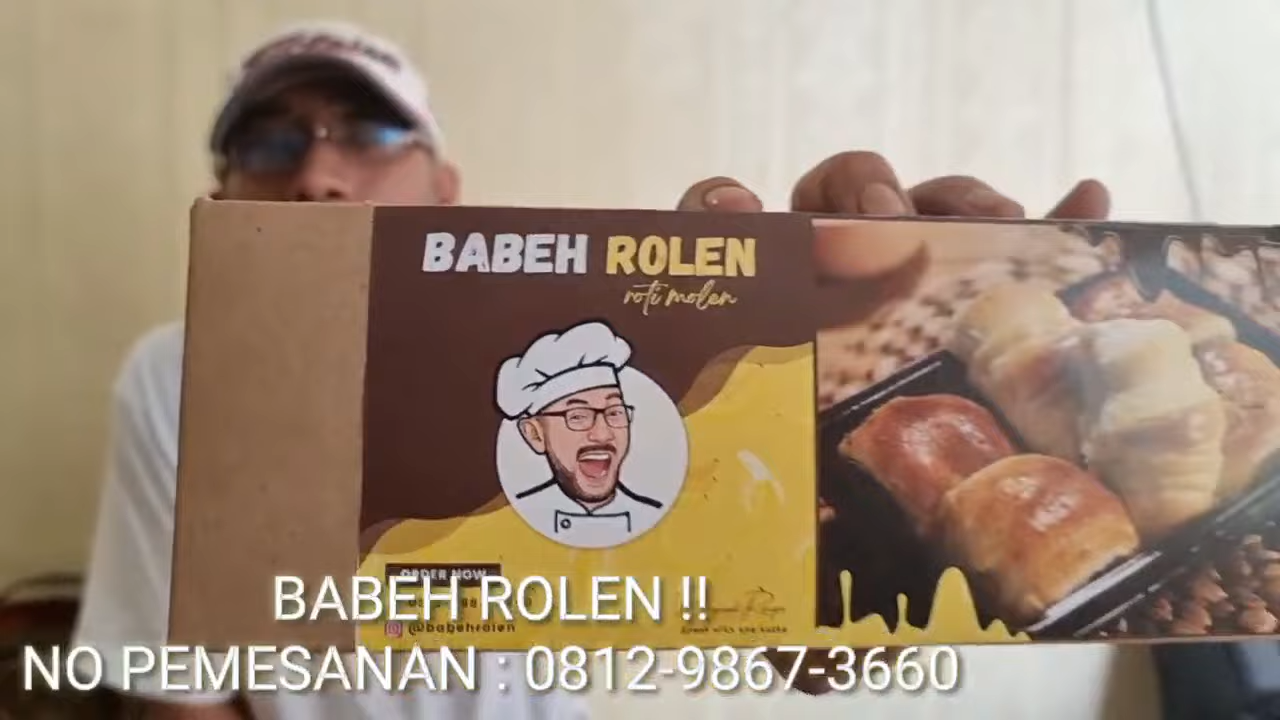 BABEH ROLEN
roti molen
ORDER NOW
@babehrolen
BABEH ROLEN !!
NO PEMESANAN : 0812-9867-3660